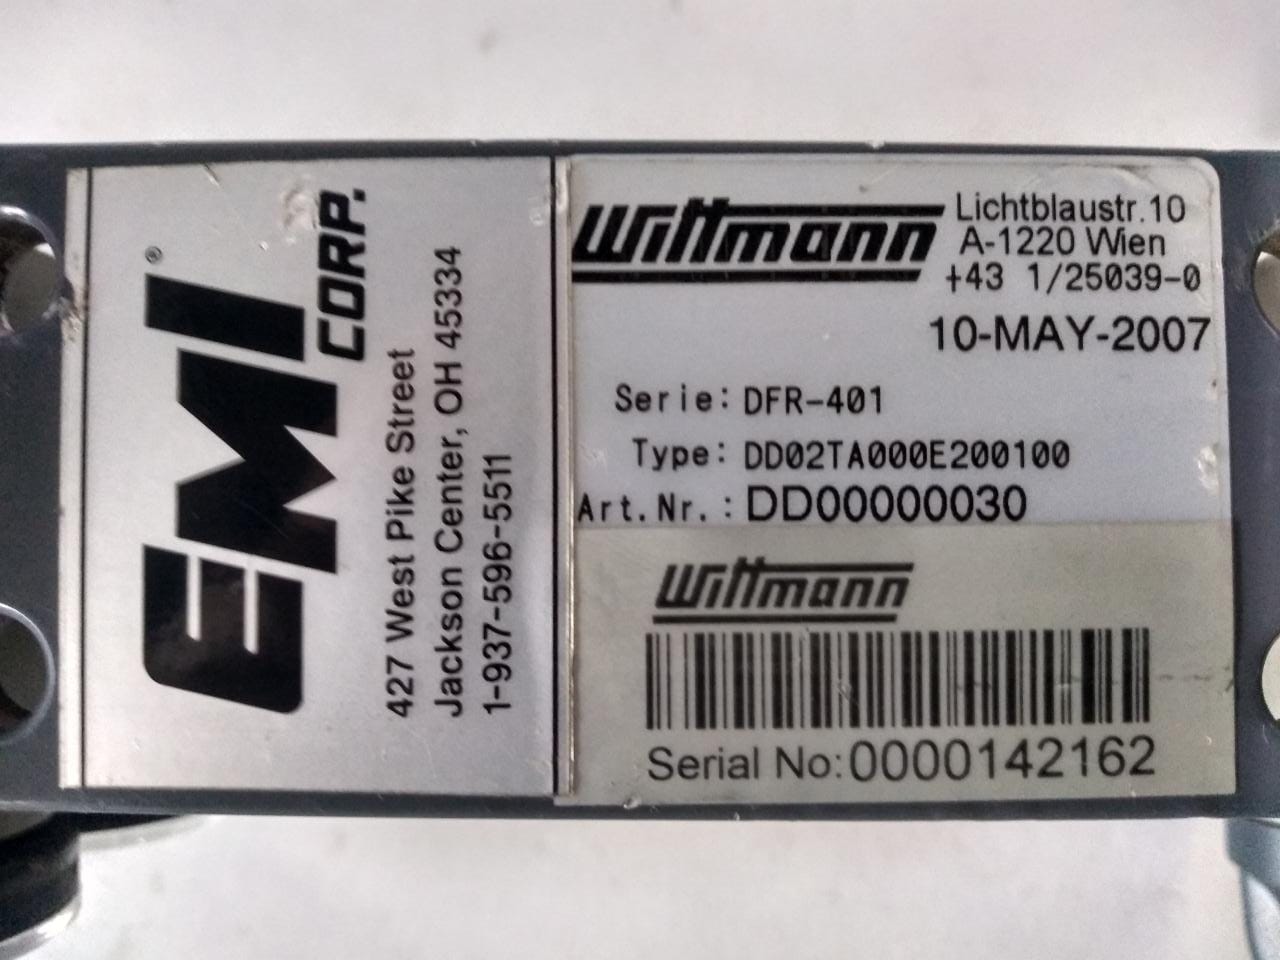 EMI®
CORP.
427 West Pike Street
Jackson Center, OH 45334
1-937-596-5511
Wittmann
Lichtblaustr.10
A-1220 Wien
+43 1/25039-0
10-MAY-2007
Serie: DFR-401
Type: DD02TA000E200100
Art.Nr.: DD00000030
Wittmann
Serial No:0000142162